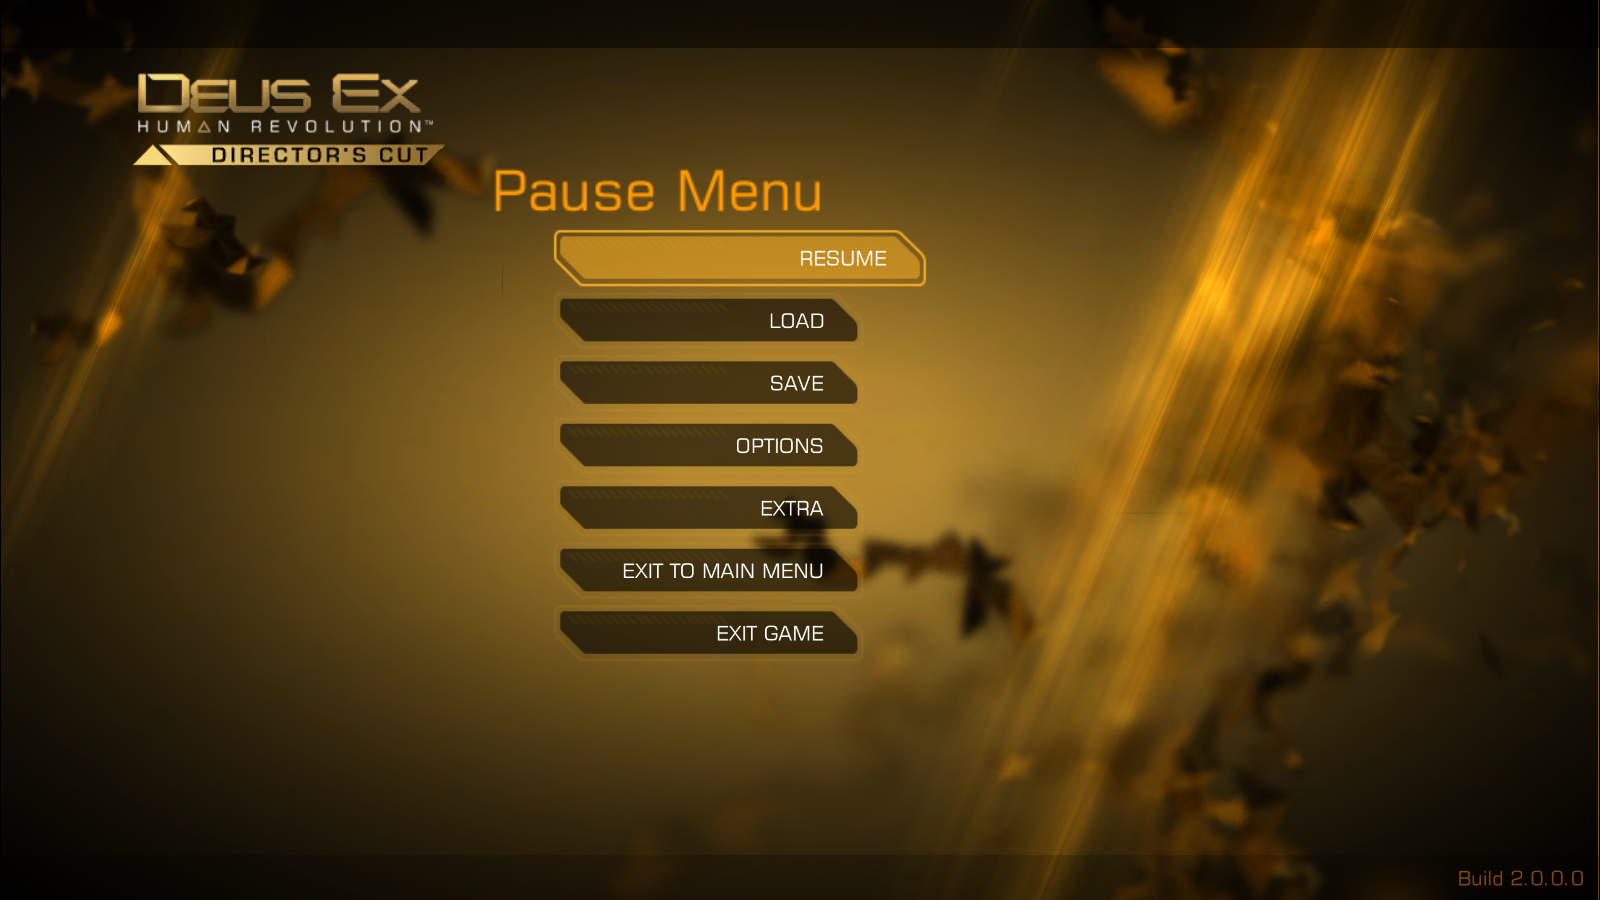 DEUS EX
HUMAN REVOLUTION™
DIRECTOR'S CUT
Pause Menu
RESUME
LOAD
SAVE
OPTIONS
EXTRA
EXIT TO MAIN MENU
EXIT GAME
Build 2.0.0.0